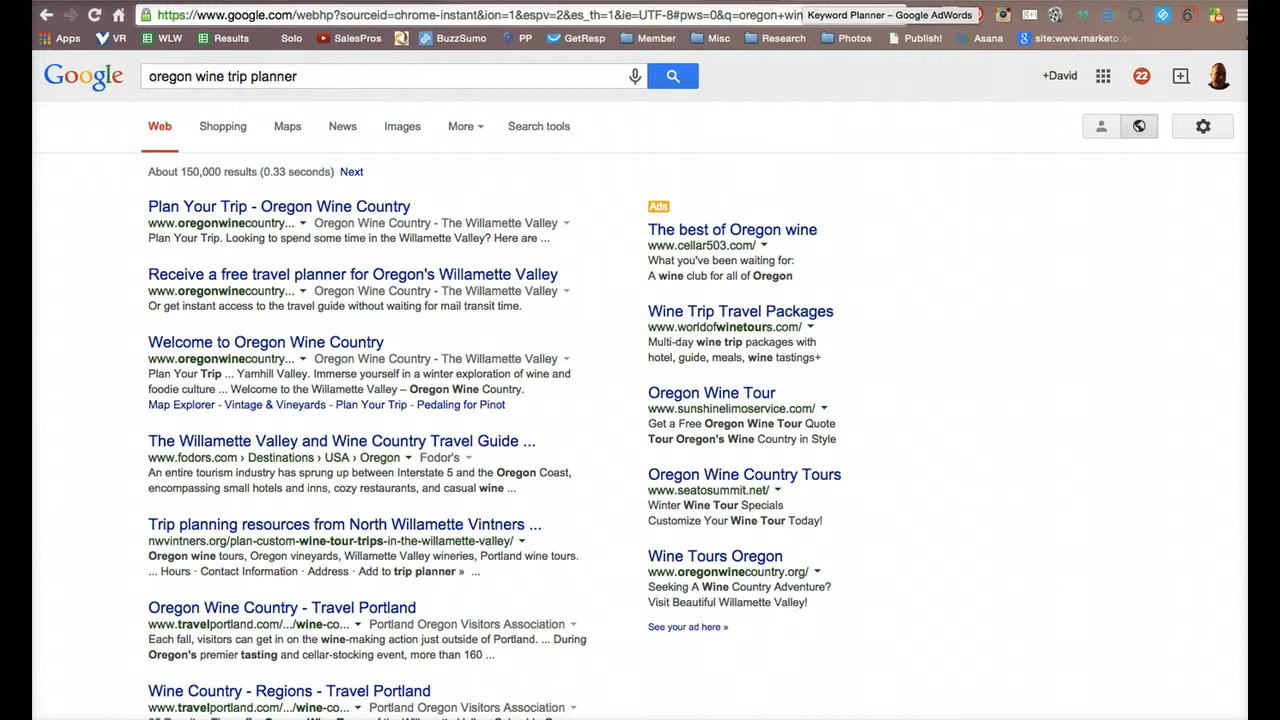 https://www.google.com/webhp?sourceid=chrome-instant&ion=1&espv=2&es_th=1&ie=UTF-8#pws=0&q=oregon+win
Keyword Planner – Google AdWords
Apps VR WLW Results Solo SalesPros BuzzSumo PP GetResp Member Misc Research Photos Publish! Asana site:www.marketo.c
Google
oregon wine trip planner
+David
22
Web Shopping Maps News Images More Search tools
About 150,000 results (0.33 seconds) Next
Plan Your Trip - Oregon Wine Country
www.oregonwinecountry... Oregon Wine Country - The Willamette Valley
Plan Your Trip. Looking to spend some time in the Willamette Valley? Here are ...
Receive a free travel planner for Oregon's Willamette Valley
www.oregonwinecountry... Oregon Wine Country - The Willamette Valley
Or get instant access to the travel guide without waiting for mail transit time.
Welcome to Oregon Wine Country
www.oregonwinecountry... Oregon Wine Country - The Willamette Valley
Plan Your Trip ... Yamhill Valley. Immerse yourself in a winter exploration of wine and
foodie culture ... Welcome to the Willamette Valley – Oregon Wine Country.
Map Explorer - Vintage & Vineyards - Plan Your Trip - Pedaling for Pinot
The Willamette Valley and Wine Country Travel Guide ...
www.fodors.com › Destinations › USA › Oregon Fodor's
An entire tourism industry has sprung up between Interstate 5 and the Oregon Coast,
encompassing small hotels and inns, cozy restaurants, and casual wine ...
Trip planning resources from North Willamette Vintners ...
nwvintners.org/plan-custom-wine-tour-trips-in-the-willamette-valley/
Oregon wine tours, Oregon vineyards, Willamette Valley wineries, Portland wine tours.
... Hours · Contact Information · Address · Add to trip planner » ...
Oregon Wine Country - Travel Portland
www.travelportland.com/.../wine-co... Portland Oregon Visitors Association
Each fall, visitors can get in on the wine-making action just outside of Portland. ... During
Oregon's premier tasting and cellar-stocking event, more than 160 ...
Wine Country - Regions - Travel Portland
www.travelportland.com/.../wine-co... Portland Oregon Visitors Association
Ads
The best of Oregon wine
www.cellar503.com/
What you've been waiting for:
A wine club for all of Oregon
Wine Trip Travel Packages
www.worldofwinetours.com/
Multi-day wine trip packages with
hotel, guide, meals, wine tastings+
Oregon Wine Tour
www.sunshinelimoservice.com/
Get a Free Oregon Wine Tour Quote
Tour Oregon's Wine Country in Style
Oregon Wine Country Tours
www.seatosummit.net/
Winter Wine Tour Specials
Customize Your Wine Tour Today!
Wine Tours Oregon
www.oregonwinecountry.org/
Seeking A Wine Country Adventure?
Visit Beautiful Willamette Valley!
See your ad here »